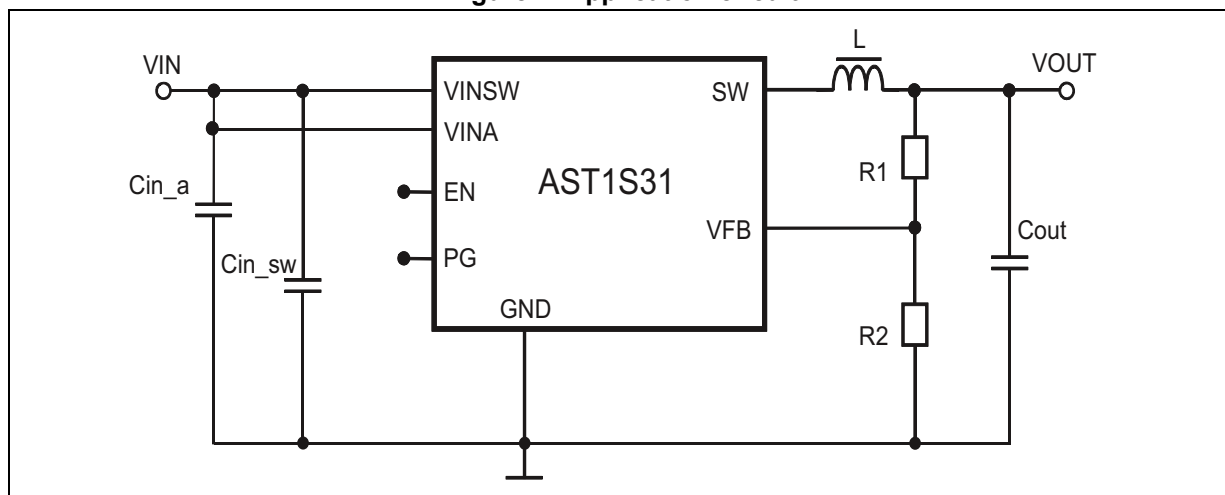 L
VIN
VOUT
VINSW
SW
VINA
AST1S31
R1
Cin_a
EN
VFB
Cout
PG
Cin_sw
GND
R2